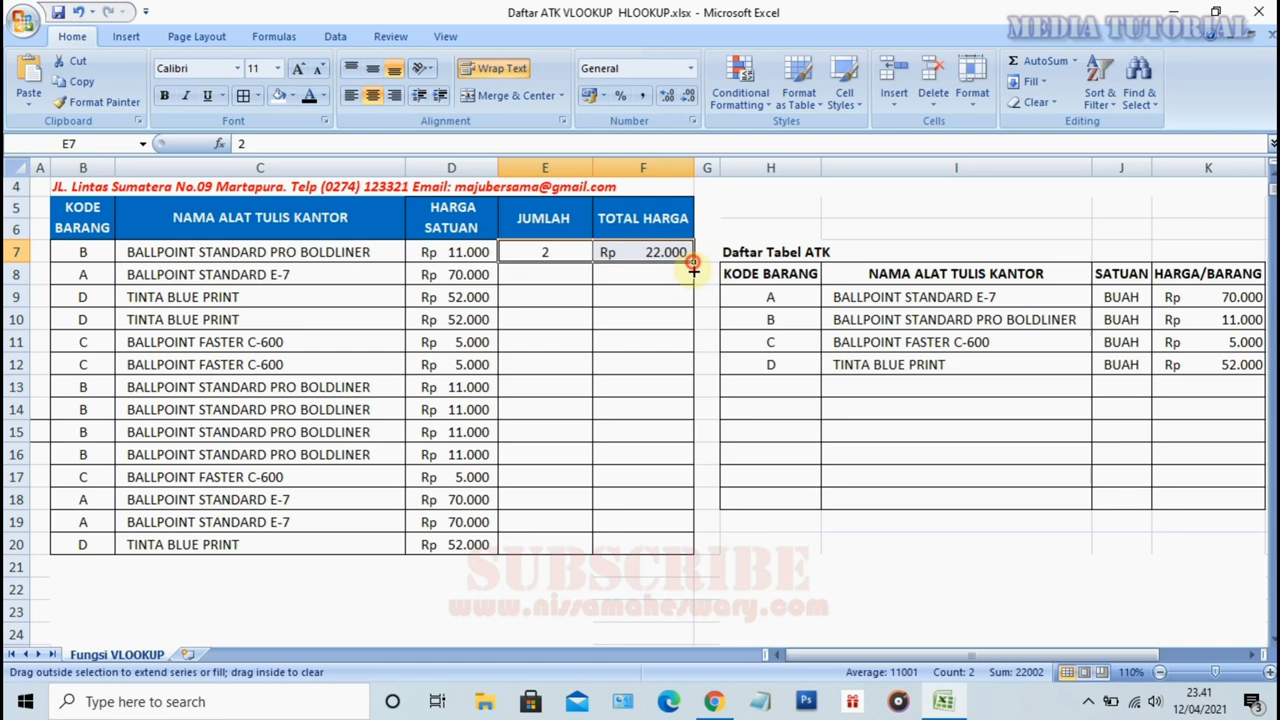 Daftar ATK VLOOKUP HLOOKUP.xlsx - Microsoft Excel
MEDIA TUTORIAL
Home Insert Page Layout Formulas Data Review View
Paste
Cut
Copy
Format Painter
Clipboard
Calibri 11
B I U
Font
Wrap Text
Merge & Center
Alignment
General
% ,
Number
Conditional Formatting
Format as Table
Cell Styles
Styles
Insert
Delete
Format
Cells
AutoSum
Fill
Clear
Sort & Filter
Find & Select
Editing
E7 fx 2
A B C D E F G H I J K
4 JL. Lintas Sumatera No.09 Martapura. Telp (0274) 123321 Email: majubersama@gmail.com
5 6 KODE BARANG NAMA ALAT TULIS KANTOR HARGA SATUAN JUMLAH TOTAL HARGA
7 B BALLPOINT STANDARD PRO BOLDLINER Rp 11.000 2 Rp 22.000 Daftar Tabel ATK
8 A BALLPOINT STANDARD E-7 Rp 70.000 KODE BARANG NAMA ALAT TULIS KANTOR SATUAN HARGA/BARANG
9 D TINTA BLUE PRINT Rp 52.000 A BALLPOINT STANDARD E-7 BUAH Rp 70.000
10 D TINTA BLUE PRINT Rp 52.000 B BALLPOINT STANDARD PRO BOLDLINER BUAH Rp 11.000
11 C BALLPOINT FASTER C-600 Rp 5.000 C BALLPOINT FASTER C-600 BUAH Rp 5.000
12 C BALLPOINT FASTER C-600 Rp 5.000 D TINTA BLUE PRINT BUAH Rp 52.000
13 B BALLPOINT STANDARD PRO BOLDLINER Rp 11.000
14 B BALLPOINT STANDARD PRO BOLDLINER Rp 11.000
15 B BALLPOINT STANDARD PRO BOLDLINER Rp 11.000
16 B BALLPOINT STANDARD PRO BOLDLINER Rp 11.000
17 C BALLPOINT FASTER C-600 Rp 5.000
18 A BALLPOINT STANDARD E-7 Rp 70.000
19 A BALLPOINT STANDARD E-7 Rp 70.000
20 D TINTA BLUE PRINT Rp 52.000
21
22
23
24
SUBSCRIBE
www.nissamaheswary.com
Fungsi VLOOKUP
Drag outside selection to extend series or fill; drag inside to clear Average: 11001 Count: 2 Sum: 22002 110%
Type here to search
Ps
23.41
12/04/2021
3